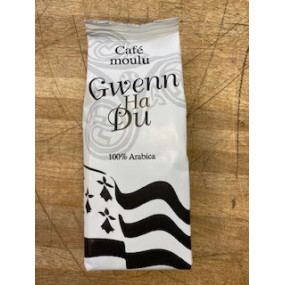 Café
moulu
Gwenn
Ha
Du
100% Arabica